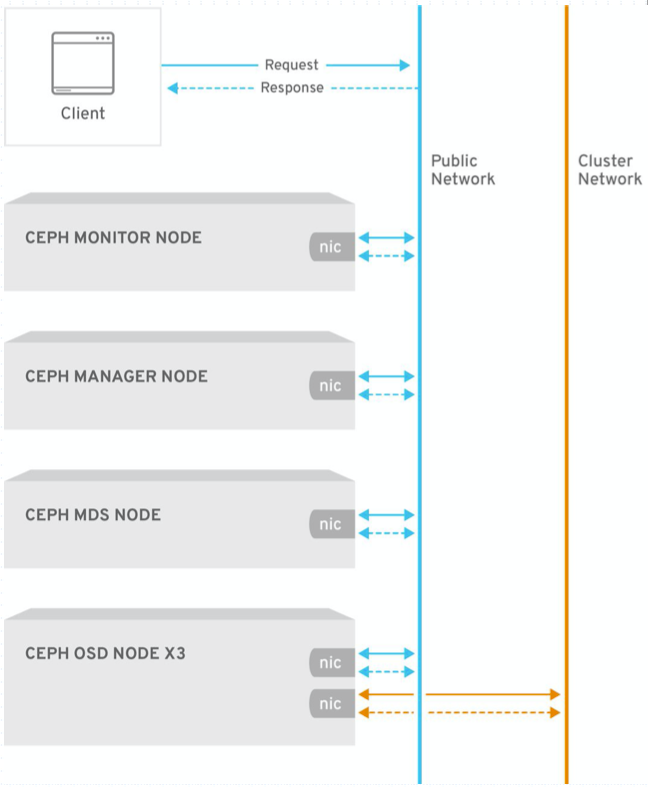 Request
Response
Client
Public
Network
Cluster
Network
CEPH MONITOR NODE
nic
CEPH MANAGER NODE
nic
CEPH MDS NODE
nic
CEPH OSD NODE X3
nic
nic